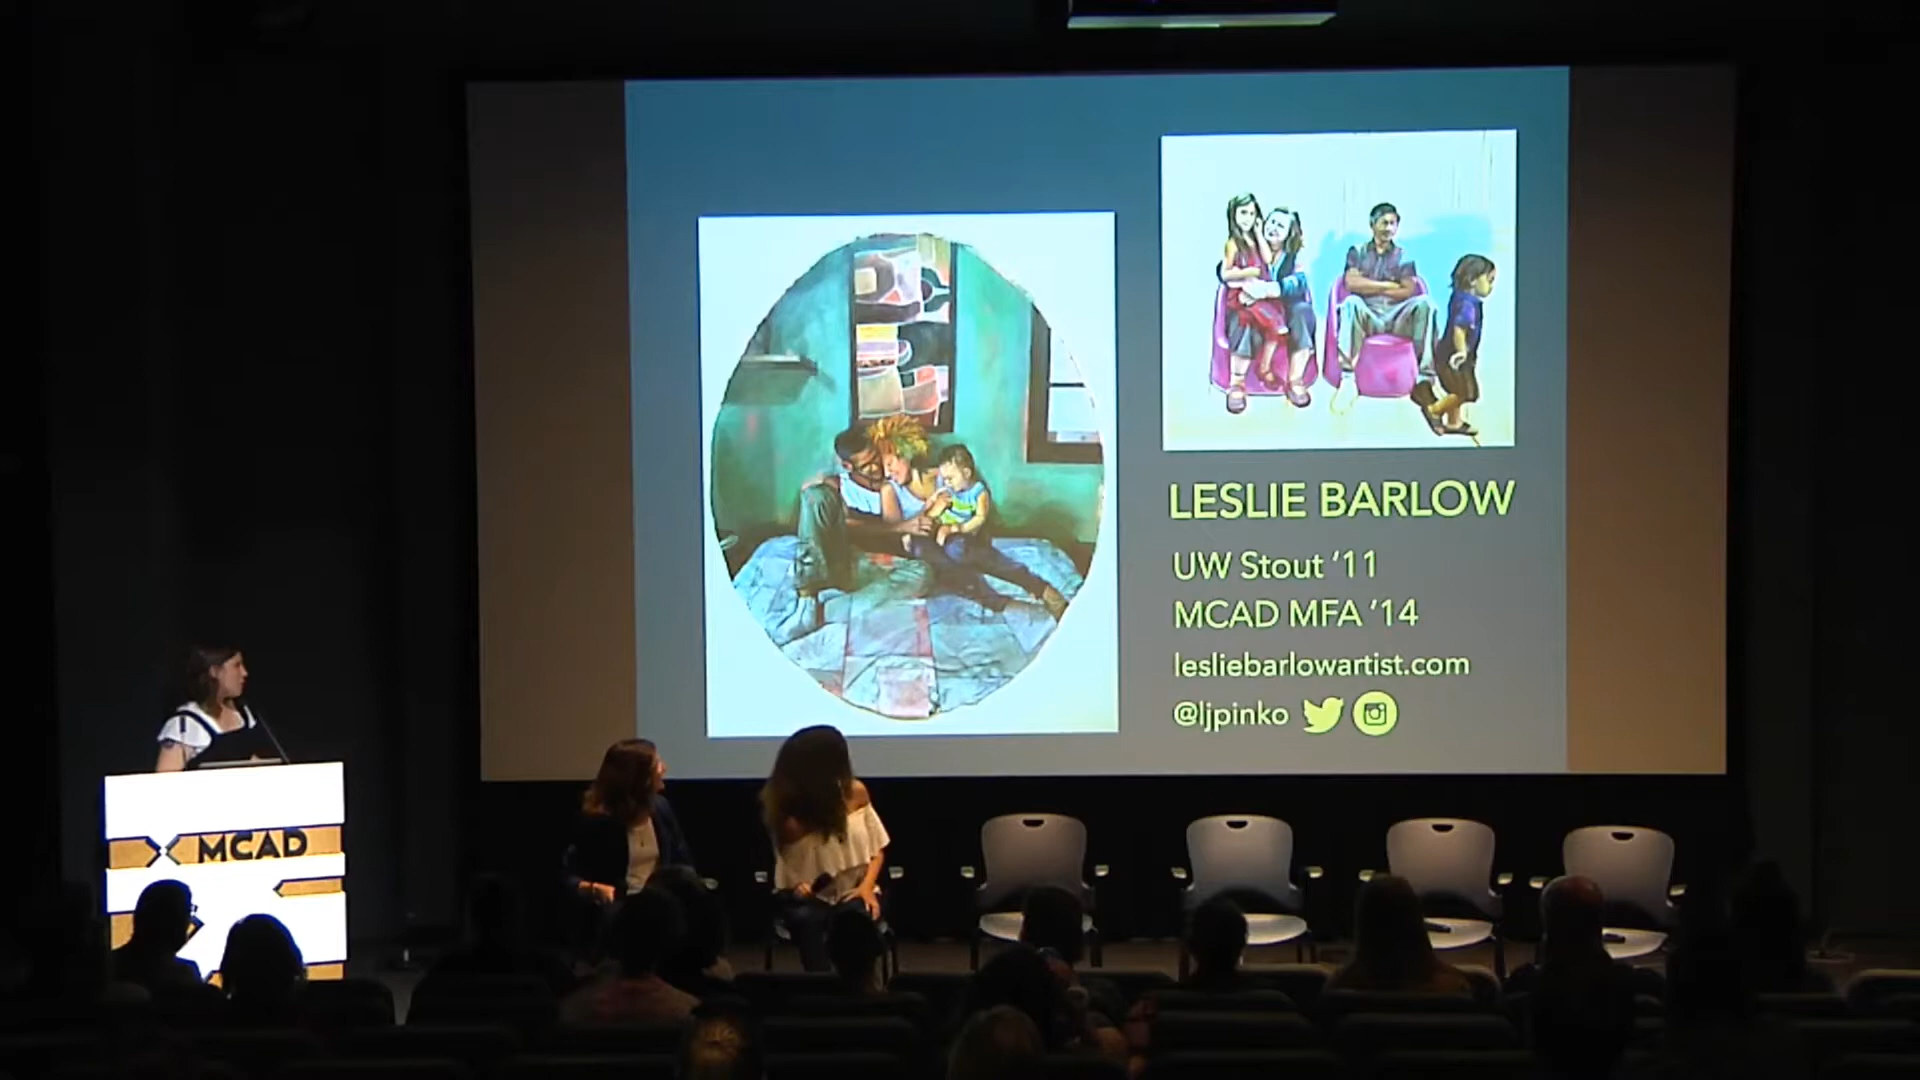 LESLIE BARLOW
UW Stout '11
MCAD MFA '14
lesliebarlowartist.com
@ljpinko
MCAD